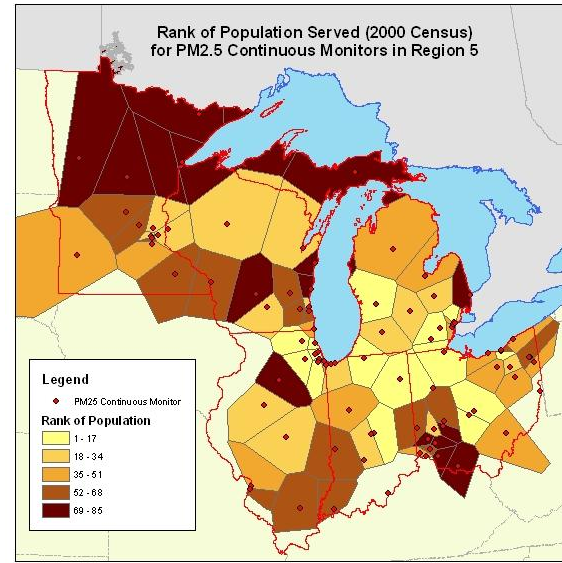 Rank of Population Served (2000 Census)
for PM2.5 Continuous Monitors in Region 5
Legend
PM25 Continuous Monitor
Rank of Population
1 - 17
18 - 34
35 - 51
52 - 68
69 - 85